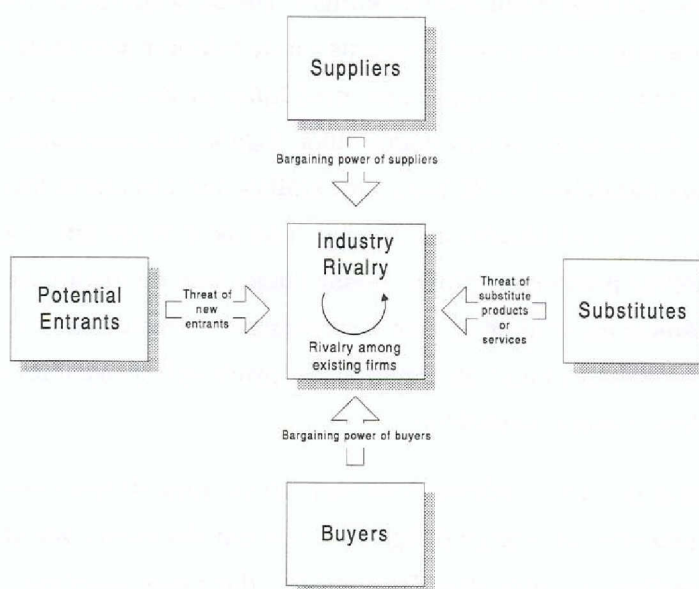 Suppliers
Bargaining power of suppliers
Industry
Rivalry
Rivalry among
existing firms
Potential
Entrants
Threat of
new
entrants
Threat of
substitute
products
or
services
Substitutes
Bargaining power of buyers
Buyers